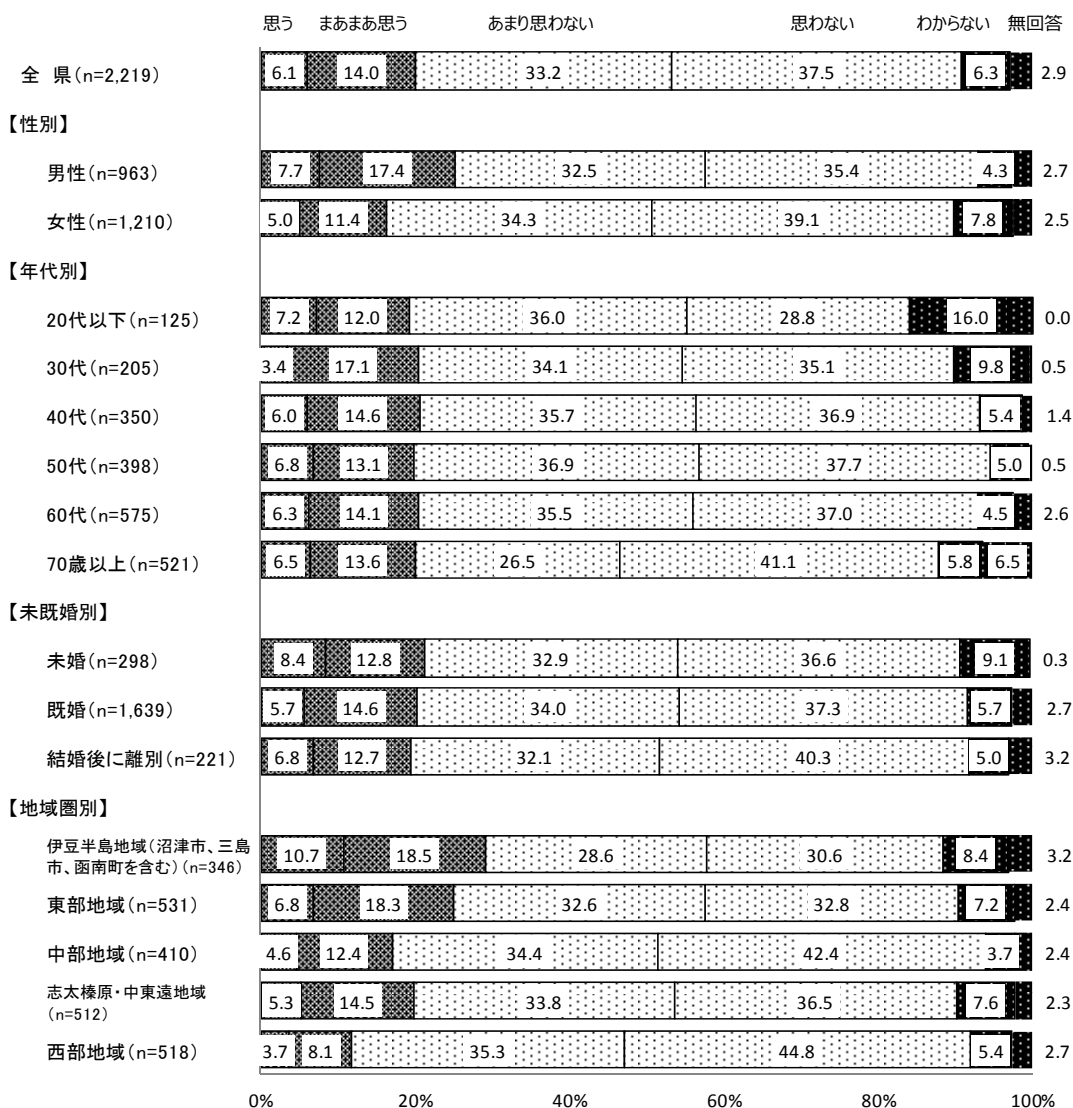 思う まあまあ思う あまり思わない 思わない わからない 無回答
全 県(n=2,219) 6.1 14.0 33.2 37.5 6.3 2.9
【性別】
男性(n=963) 7.7 17.4 32.5 35.4 4.3 2.7
女性(n=1,210) 5.0 11.4 34.3 39.1 7.8 2.5
【年代別】
20代以下(n=125) 7.2 12.0 36.0 28.8 16.0 0.0
30代(n=205) 3.4 17.1 34.1 35.1 9.8 0.5
40代(n=350) 6.0 14.6 35.7 36.9 5.4 1.4
50代(n=398) 6.8 13.1 36.9 37.7 5.0 0.5
60代(n=575) 6.3 14.1 35.5 37.0 4.5 2.6
70歳以上(n=521) 6.5 13.6 26.5 41.1 5.8 6.5
【未既婚別】
未婚(n=298) 8.4 12.8 32.9 36.6 9.1 0.3
既婚(n=1,639) 5.7 14.6 34.0 37.3 5.7 2.7
結婚後に離別(n=221) 6.8 12.7 32.1 40.3 5.0 3.2
【地域圏別】
伊豆半島地域(沼津市、三島
市、函南町を含む)(n=346) 10.7 18.5 28.6 30.6 8.4 3.2
東部地域(n=531) 6.8 18.3 32.6 32.8 7.2 2.4
中部地域(n=410) 4.6 12.4 34.4 42.4 3.7 2.4
志太榛原・中東遠地域
(n=512) 5.3 14.5 33.8 36.5 7.6 2.3
西部地域(n=518) 3.7 8.1 35.3 44.8 5.4 2.7
0% 20% 40% 60% 80% 100%